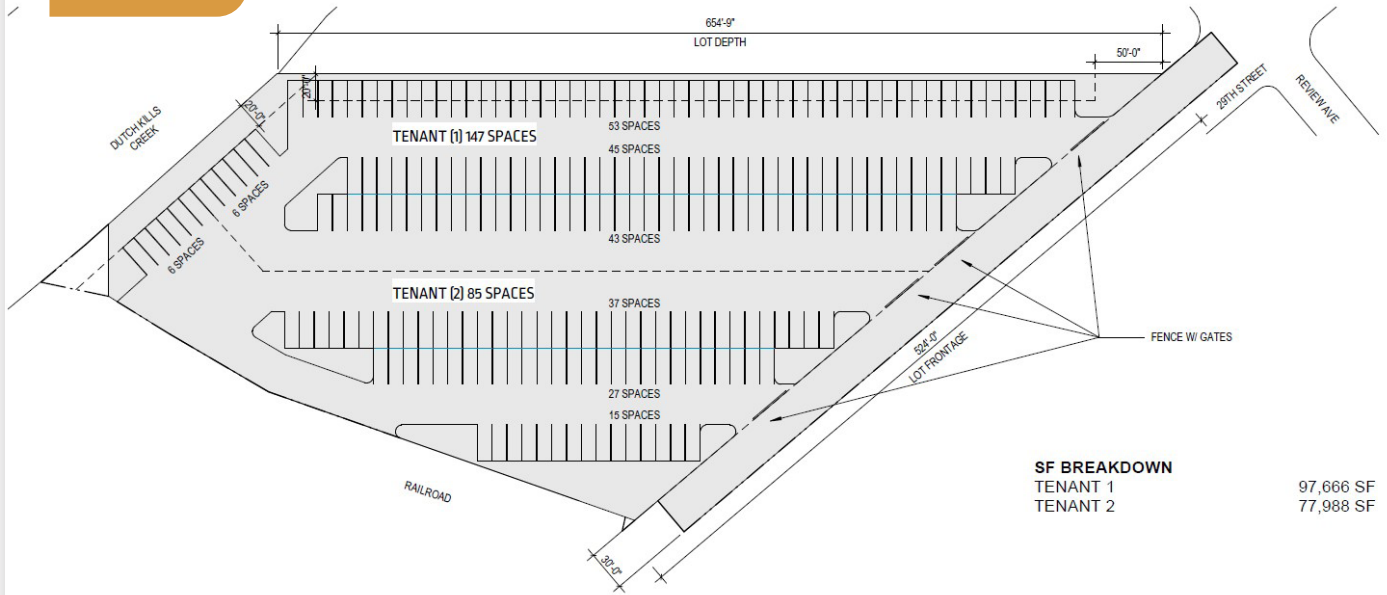 654'-9"
LOT DEPTH
50'-0"
20'-0"
20'-0"
29TH STREET
REVIEW AVE
DUTCH KILLS
CREEK
53 SPACES
TENANT (1) 147 SPACES
45 SPACES
6 SPACES
6 SPACES
43 SPACES
TENANT (2) 85 SPACES
37 SPACES
FENCE W/ GATES
524'-0"
LOT FRONTAGE
27 SPACES
15 SPACES
RAILROAD
30'-0"
SF BREAKDOWN
TENANT 1 97,666 SF
TENANT 2 77,988 SF